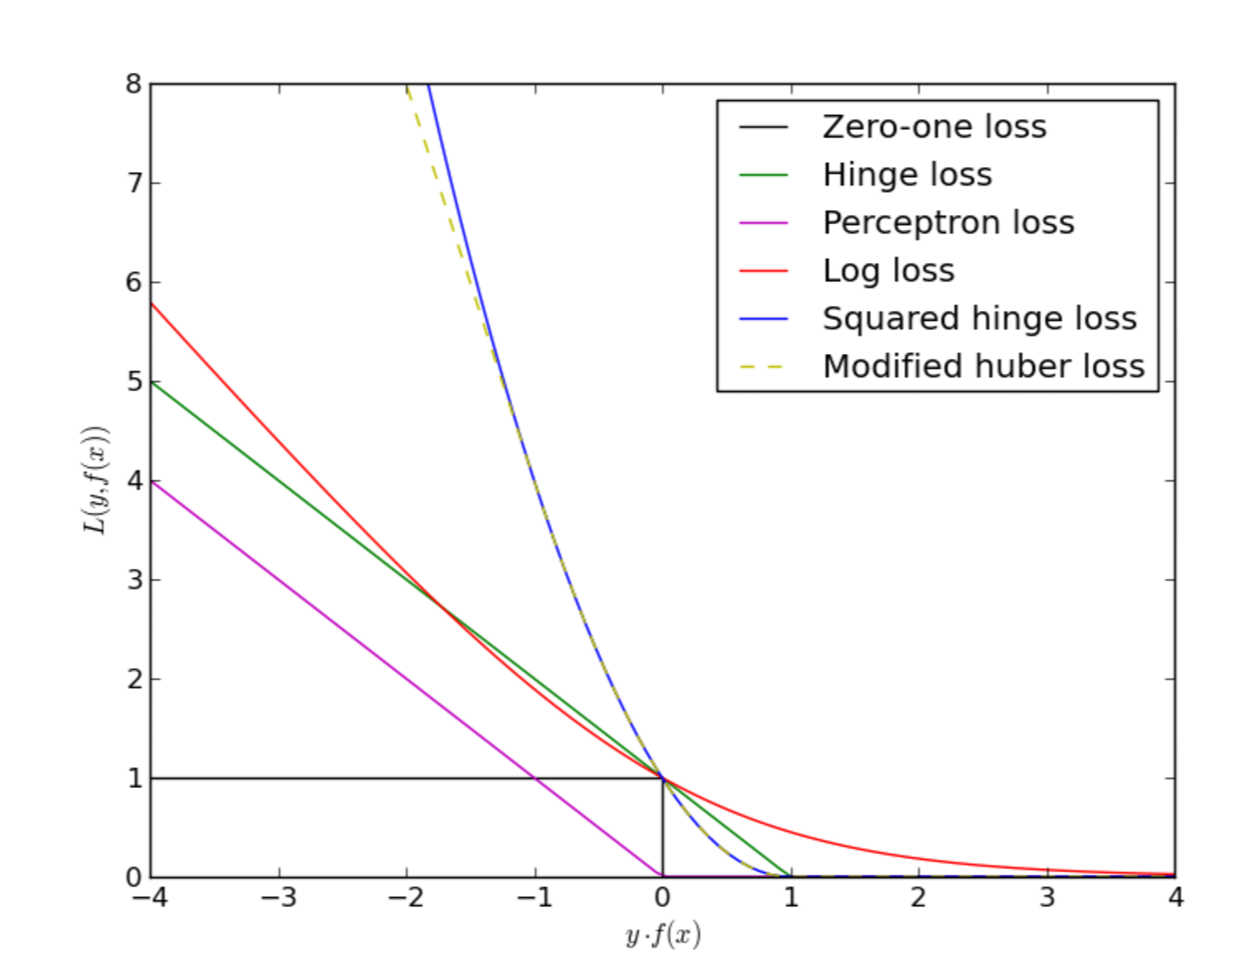 8
7
6
5
4
3
2
1
0
L(y,f(x))
Zero-one loss
Hinge loss
Perceptron loss
Log loss
Squared hinge loss
Modified huber loss
−4 −3 −2 −1 0 1 2 3 4
y·f(x)